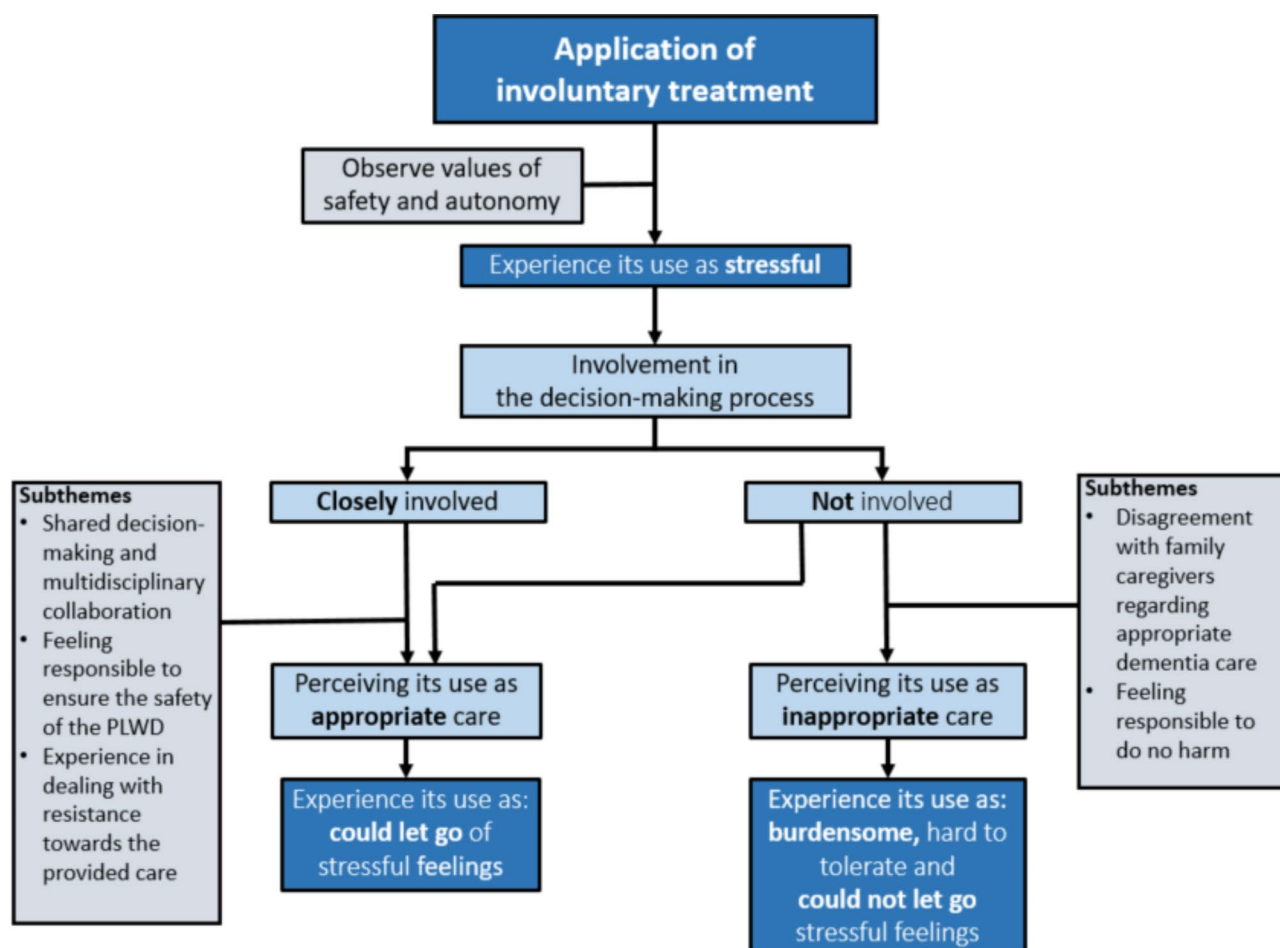 Application of
involuntary treatment
Observe values of
safety and autonomy
Experience its use as stressful
Involvement in
the decision-making process
Closely involved
Not involved
Subthemes
• Shared decision-
making and
multidisciplinary
collaboration
• Feeling
responsible to
ensure the safety
of the PLWD
• Experience in
dealing with
resistance
towards the
provided care
Subthemes
• Disagreement
with family
caregivers
regarding
appropriate
dementia care
• Feeling
responsible to
do no harm
Perceiving its use as
appropriate care
Perceiving its use as
inappropriate care
Experience its use as:
could let go of
stressful feelings
Experience its use as:
burdensome, hard to
tolerate and
could not let go
stressful feelings